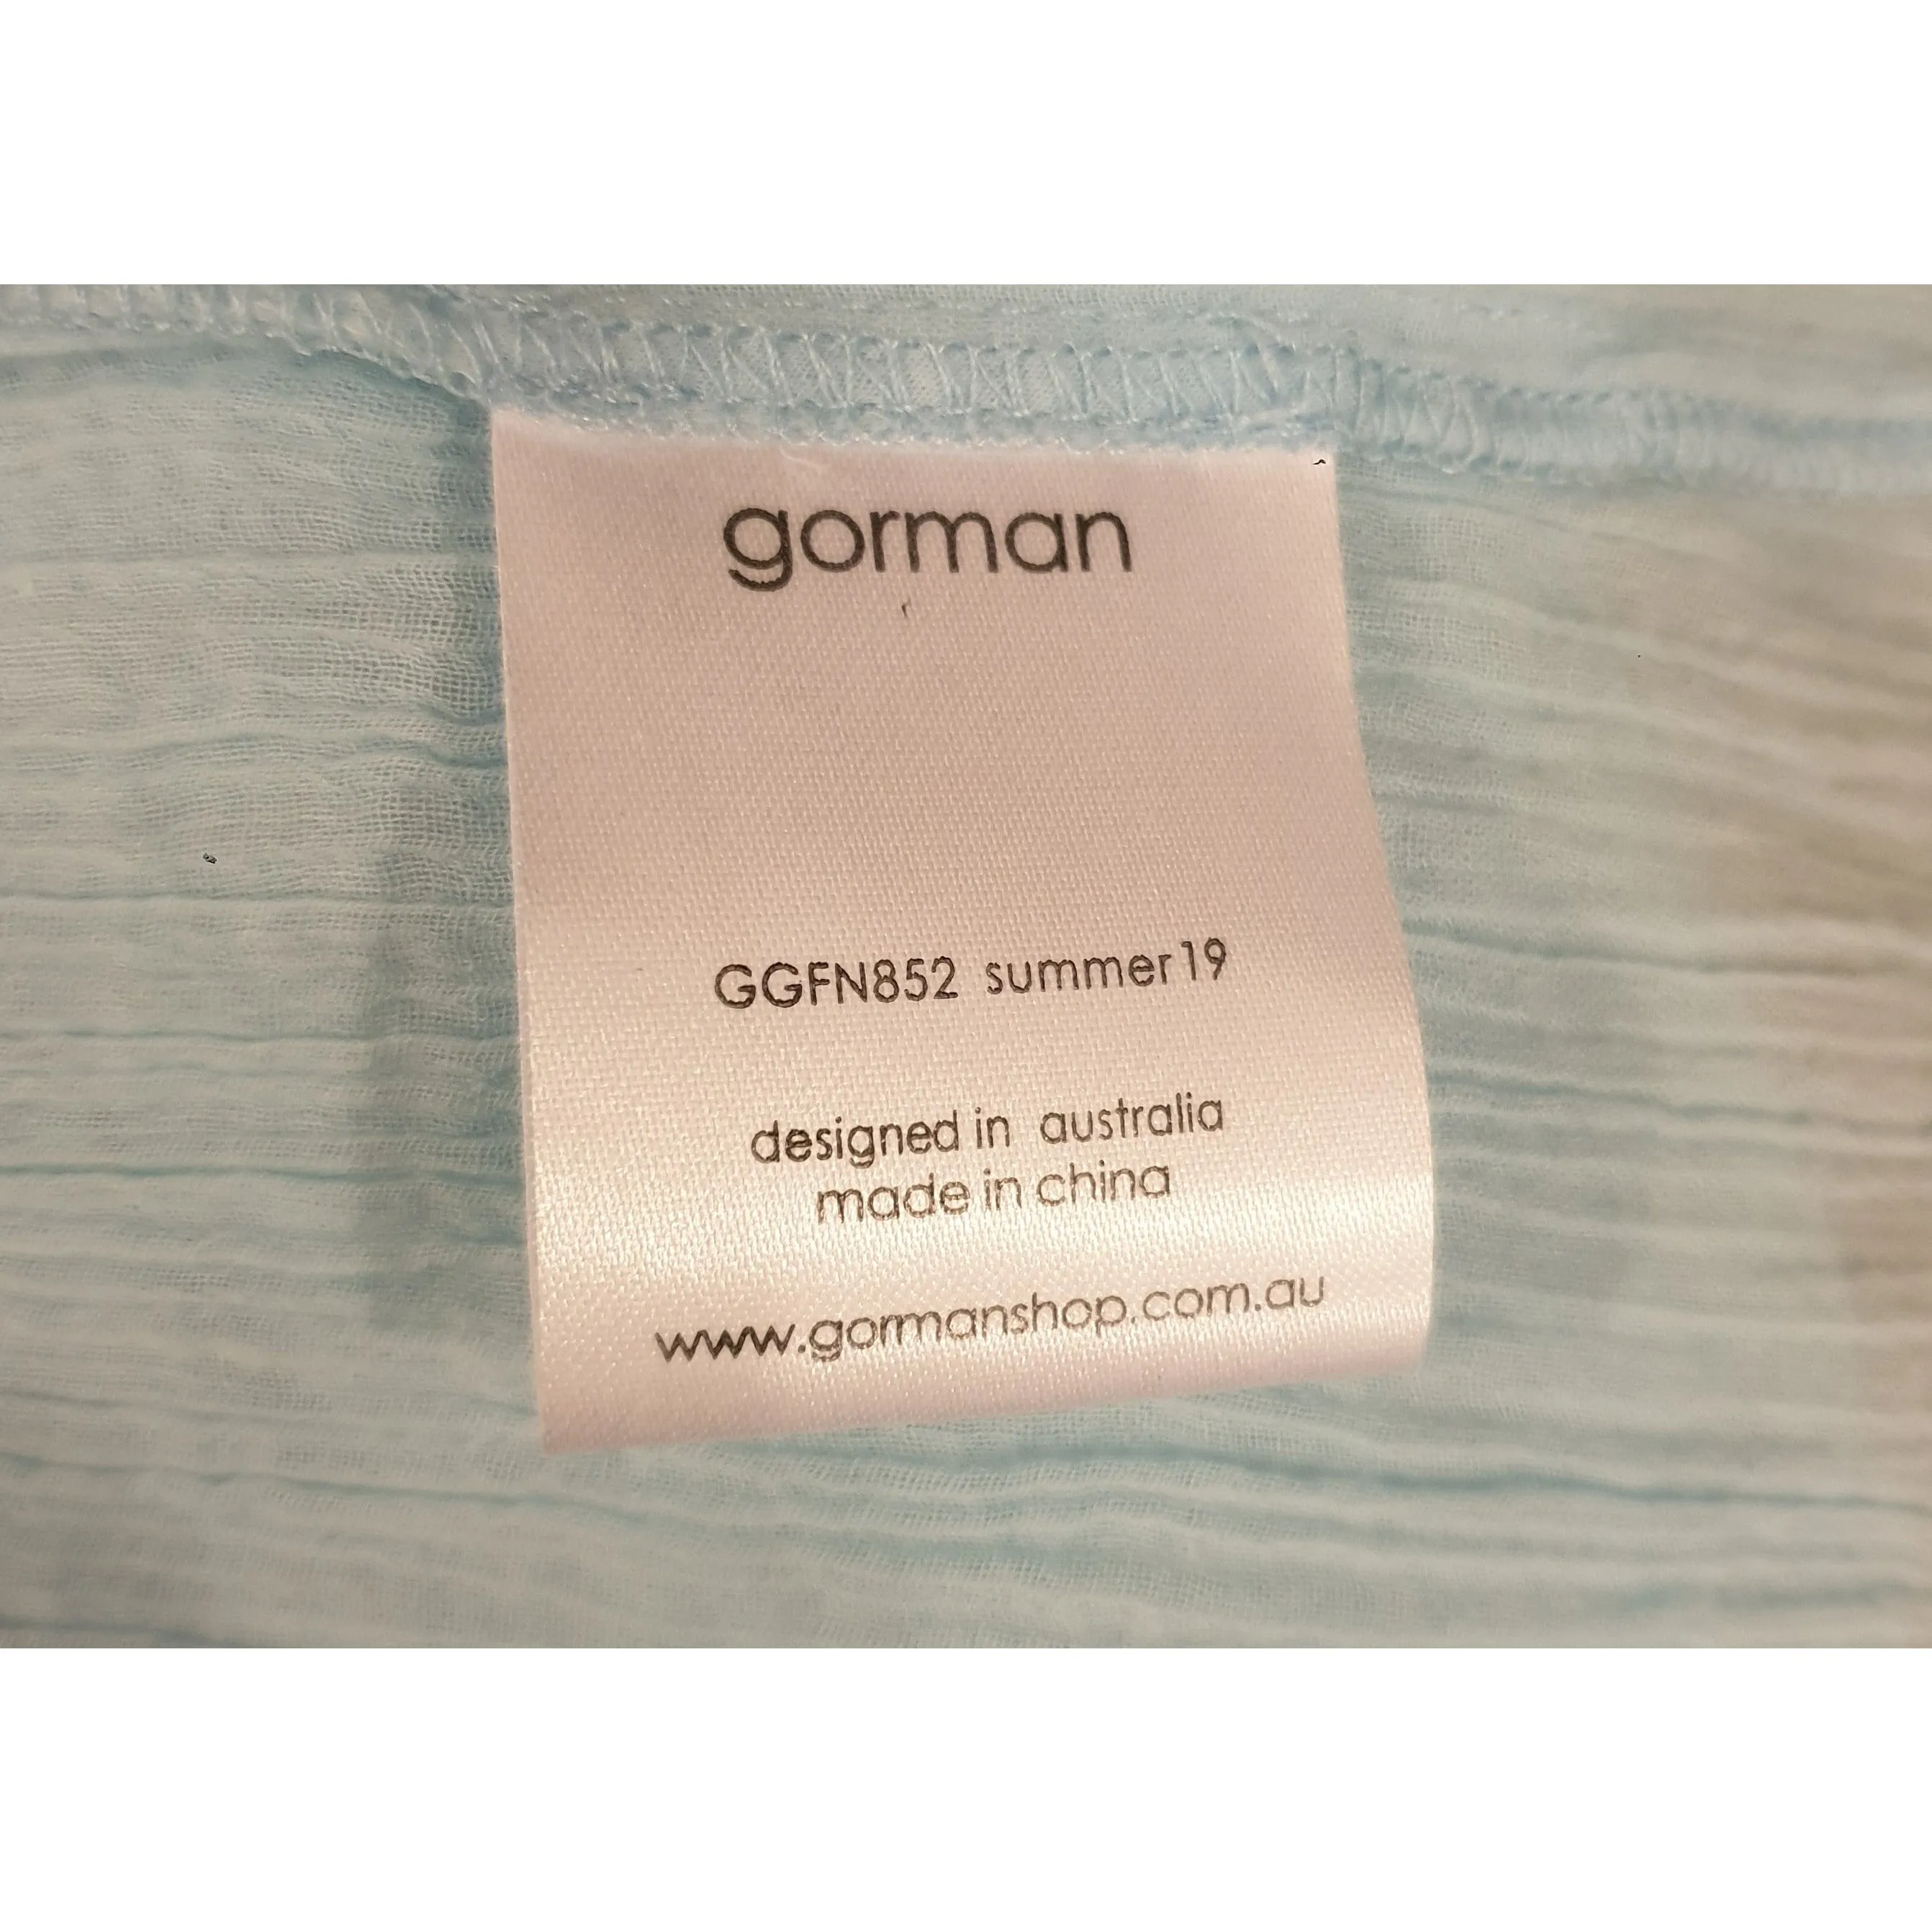 gorman
GGFN852 summer19
designed in australia
made in china
www.gormanshop.com.au